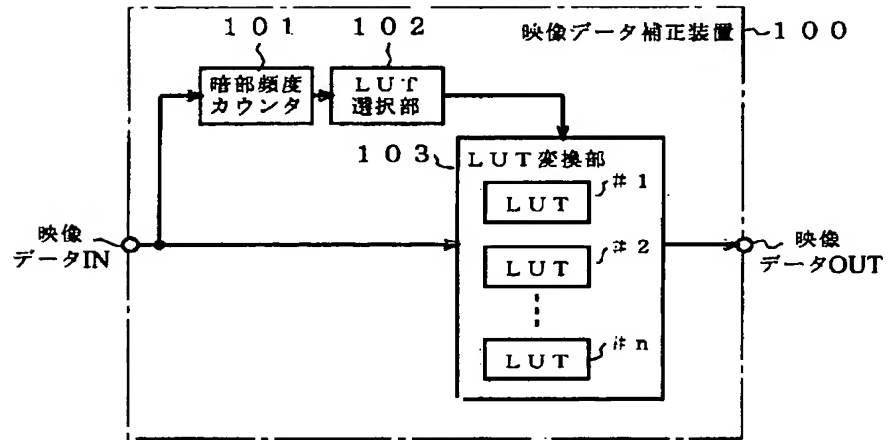 映像データ補正装置 100
101
102
暗部頻度
カウンタ
LUT
選択部
103
LUT変換部
LUT
#1
LUT
#2
LUT
#n
映像
データIN
映像
データOUT